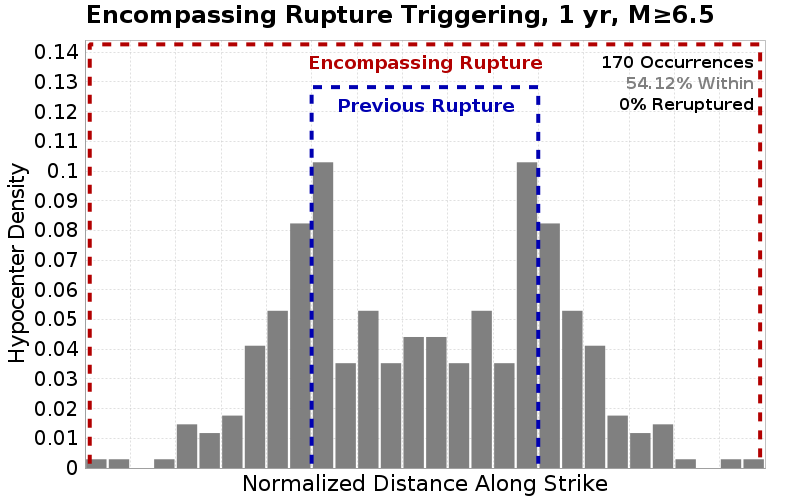 Encompassing Rupture Triggering, 1 yr, M≥6.5
0.14
0.13
0.12
0.11
0.1
0.09
0.08
0.07
0.06
0.05
0.04
0.03
0.02
0.01
0
Hypocenter Density
Encompassing Rupture
Previous Rupture
170 Occurrences
54.12% Within
0% Reruptured
Normalized Distance Along Strike